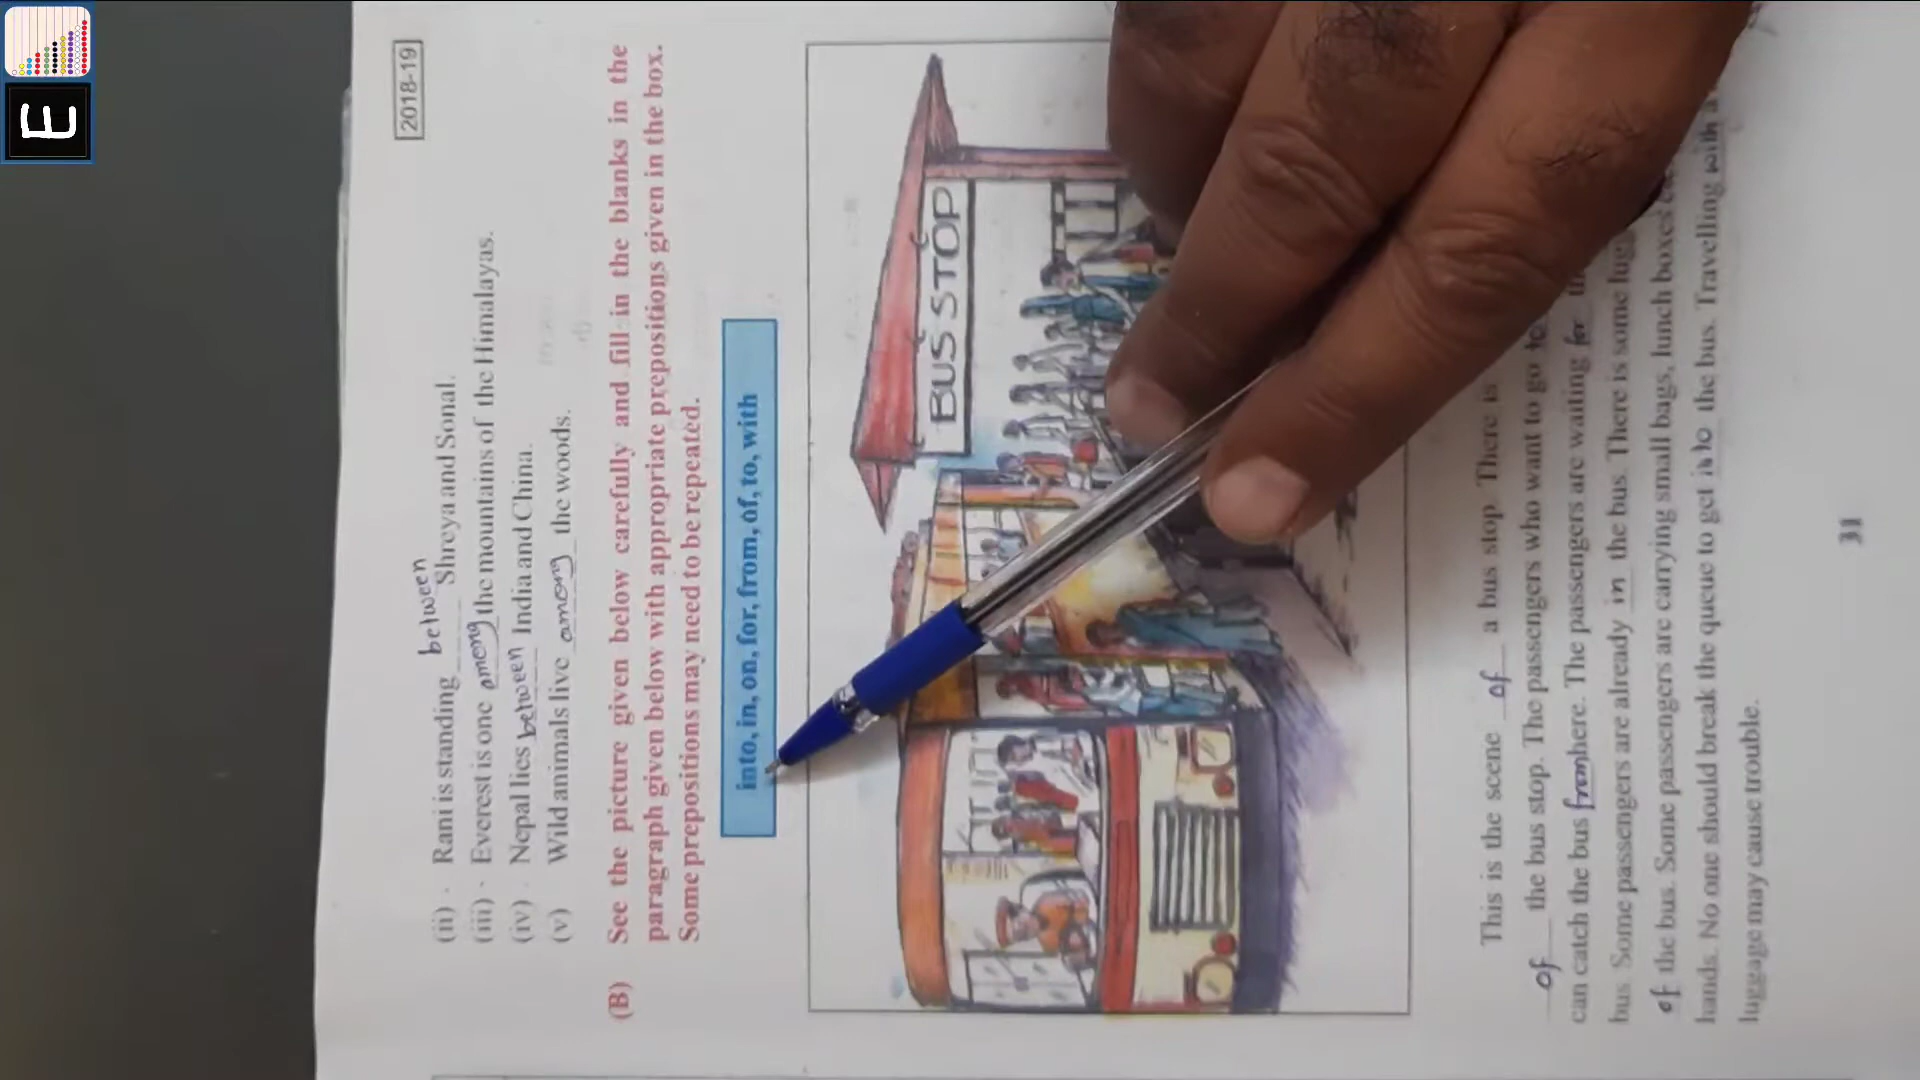 E
2018-19
(ii) Rani is standing between Shreya and Sonal.
(iii) Everest is one among the mountains of the Himalayas.
(iv) Nepal lies between India and China.
(v) Wild animals live among the woods.
(B) See the picture given below carefully and fill in the blanks in the
paragraph given below with appropriate prepositions given in the box.
Some prepositions may need to be repeated.
into, in, on, for, from, of, to, with
BUS STOP
This is the scene of a bus stop. There is
of the bus stop. The passengers who want to go to
can catch the bus from here. The passengers are waiting for
bus. Some passengers are already in the bus. There is some
of the bus. Some passengers are carrying small bags, lunch boxes
hands. No one should break the queue to get into the bus. Travelling with
luggage may cause trouble.
31